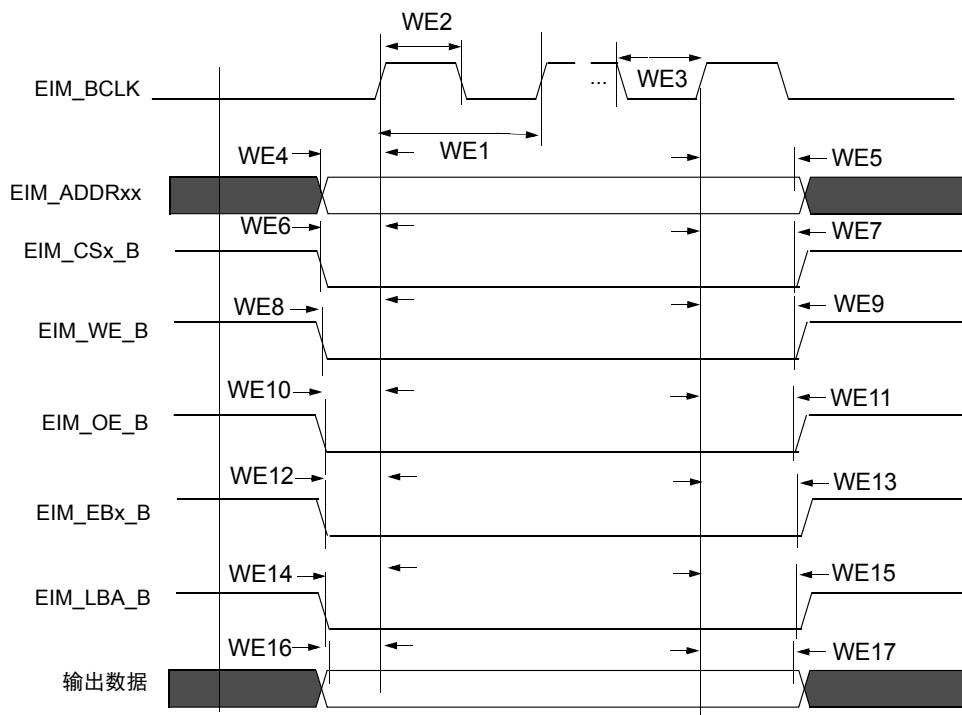 WE2
EIM_BCLK
...
WE3
WE4
WE1
WE5
EIM_ADDRxx
WE6
WE7
EIM_CSx_B
WE8
WE9
EIM_WE_B
WE10
WE11
EIM_OE_B
WE12
WE13
EIM_EBx_B
WE14
WE15
EIM_LBA_B
WE16
WE17
输出数据